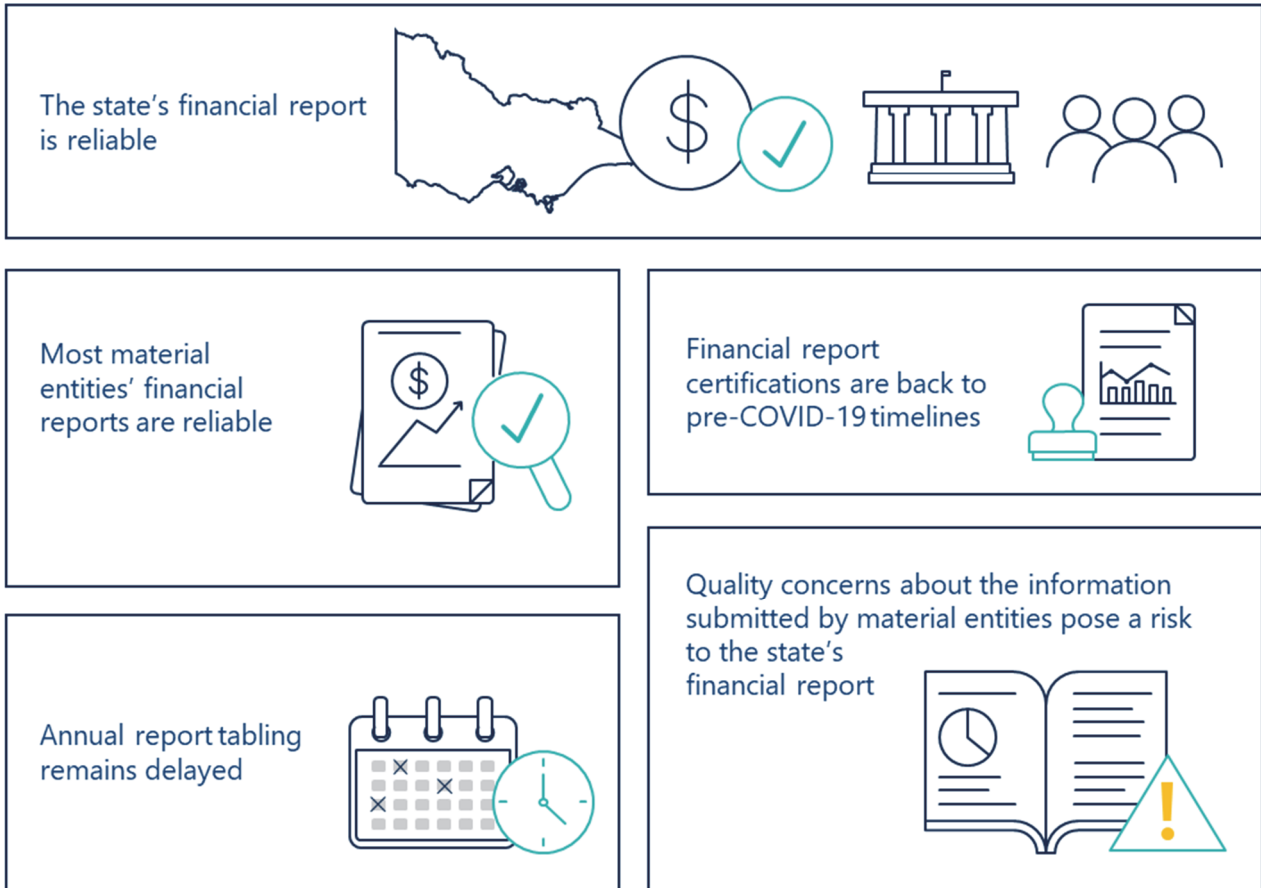 The state's financial report
is reliable
$
Most material
entities' financial
reports are reliable
$
Financial report
certifications are back to
pre-COVID-19 timelines
Quality concerns about the information
submitted by material entities pose a risk
to the state's
financial report
!
Annual report tabling
remains delayed